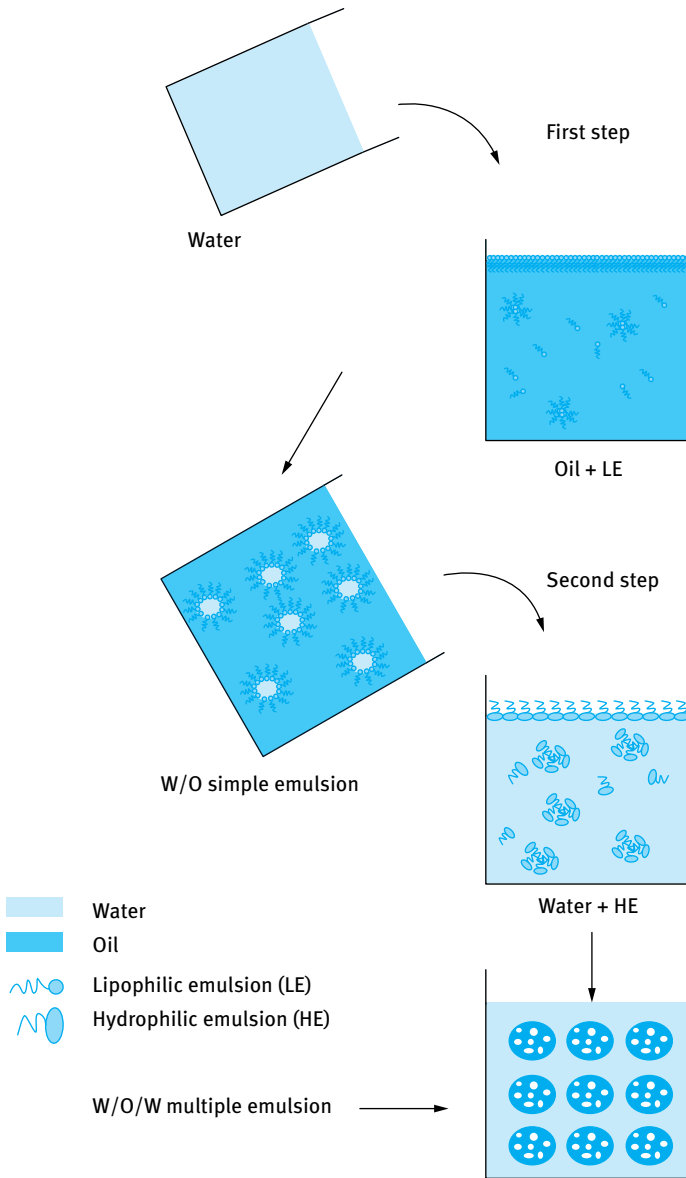 First step
Water
Oil + LE
Second step
W/O simple emulsion
Water + HE
Water
Oil
Lipophilic emulsion (LE)
Hydrophilic emulsion (HE)
W/O/W multiple emulsion